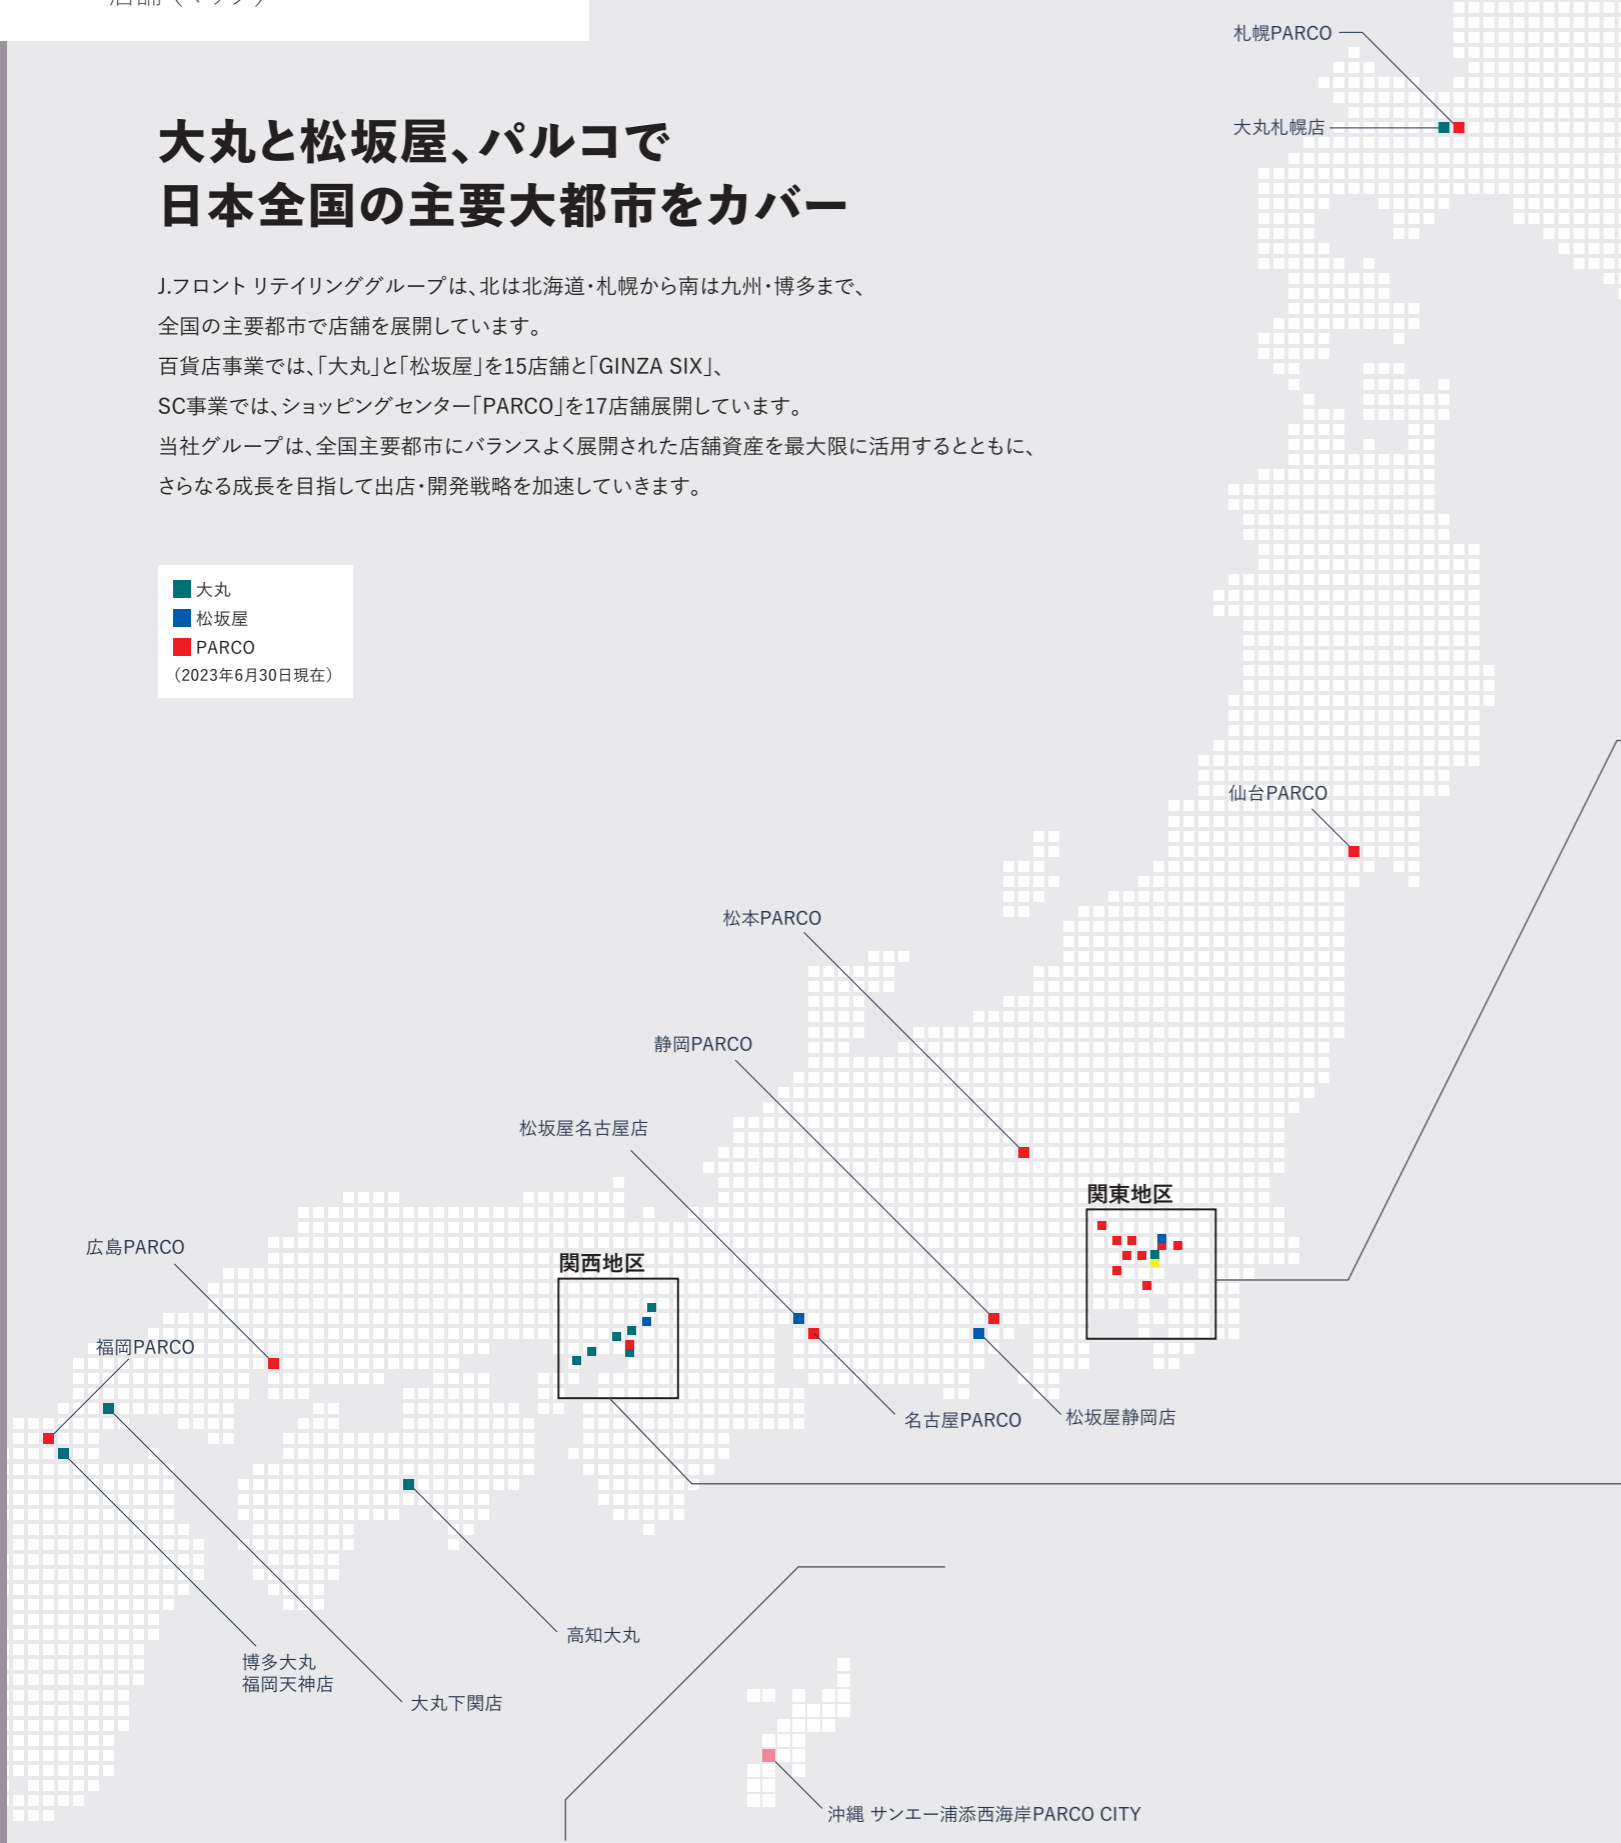 店舗（マップ）
大丸と松坂屋、パルコで
日本全国の主要大都市をカバー
J.フロント リテイリンググループは、北は北海道・札幌から南は九州・博多まで、
全国の主要都市で店舗を展開しています。
百貨店事業では、「大丸」と「松坂屋」を15店舗と「GINZA SIX」、
SC事業では、ショッピングセンター「PARCO」を17店舗展開しています。
当社グループは、全国主要都市にバランスよく展開された店舗資産を最大限に活用するとともに、
さらなる成長を目指して出店・開発戦略を加速していきます。
大丸
松坂屋
PARCO
（2023年6月30日現在）
札幌PARCO
大丸札幌店
仙台PARCO
松本PARCO
静岡PARCO
松坂屋名古屋店
関東地区
広島PARCO
関西地区
福岡PARCO
名古屋PARCO
松坂屋静岡店
高知大丸
博多大丸
福岡天神店
大丸下関店
沖縄 サンエー浦添西海岸PARCO CITY